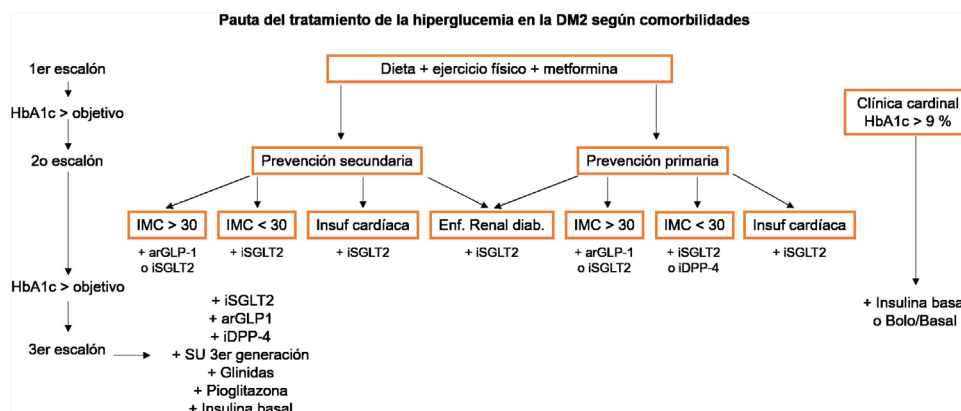 Pauta del tratamiento de la hiperglucemia en la DM2 según comorbilidades
1er escalón
Dieta + ejercicio físico + metformina
HbA1c > objetivo
Clínica cardinal
HbA1c > 9 %
2o escalón
Prevención secundaria
Prevención primaria
IMC > 30
IMC < 30
Insuf cardíaca
Enf. Renal diab.
IMC > 30
IMC < 30
Insuf cardíaca
+ arGLP-1
o iSGLT2
+ iSGLT2
+ iSGLT2
+ iSGLT2
+ arGLP-1
o iSGLT2
+ iSGLT2
o iDPP-4
+ iSGLT2
HbA1c > objetivo
+ Insulina basa
o Bolo/Basal
3er escalón
+ iSGLT2
+ arGLP1
+ iDPP-4
+ SU 3er generación
+ Glinidas
+ Pioglitazona
+ Insulina basal